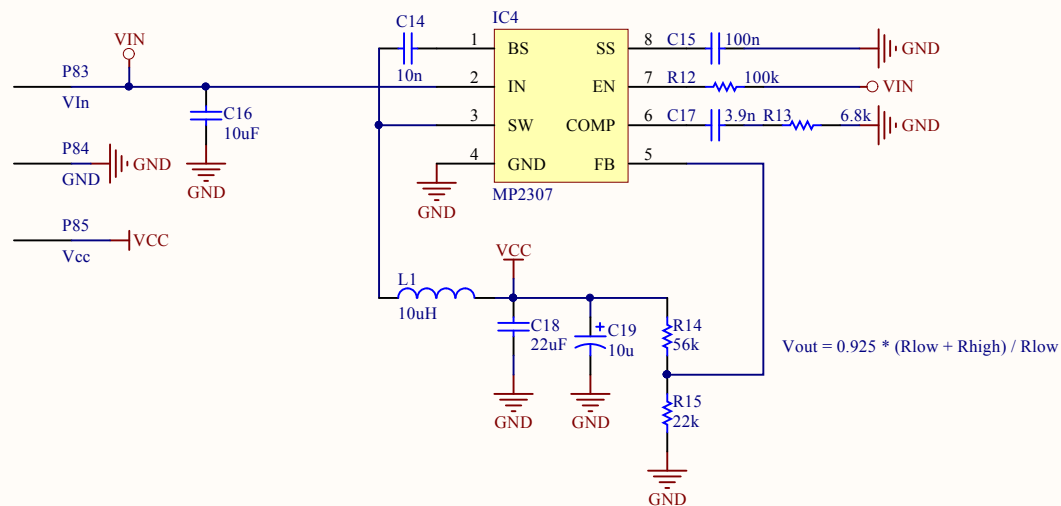 C14
IC4
VIN
1
BS
SS
8
C15
100n
GND
P83
10n
2
IN
EN
7
R12
100k
VIN
VIn
C16
10uF
3
SW
COMP
6
C17
3.9n
R13
6.8k
GND
P84
GND
GND
GND
4
GND
FB
5
GND
MP2307
P85
VCC
Vcc
VCC
L1
10uH
C18
22uF
C19
10u
R14
56k
Vout = 0.925 * (Rlow + Rhigh) / Rlow
GND
GND
R15
22k
GND